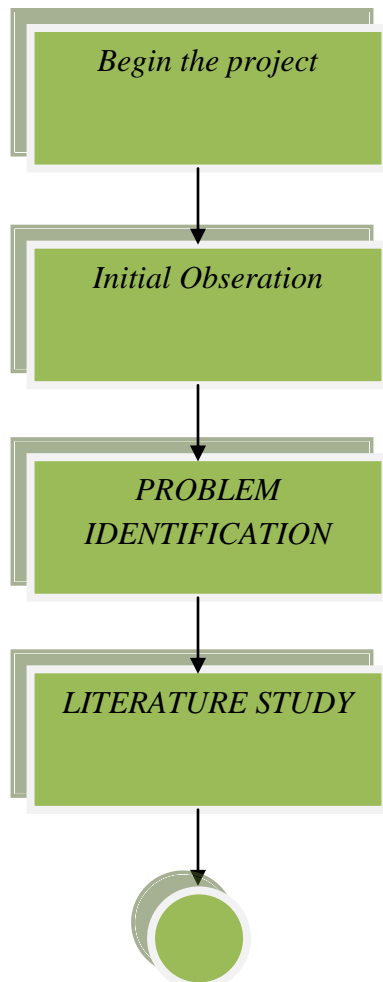 Begin the project
Initial Obseration
PROBLEM
IDENTIFICATION
LITERATURE STUDY